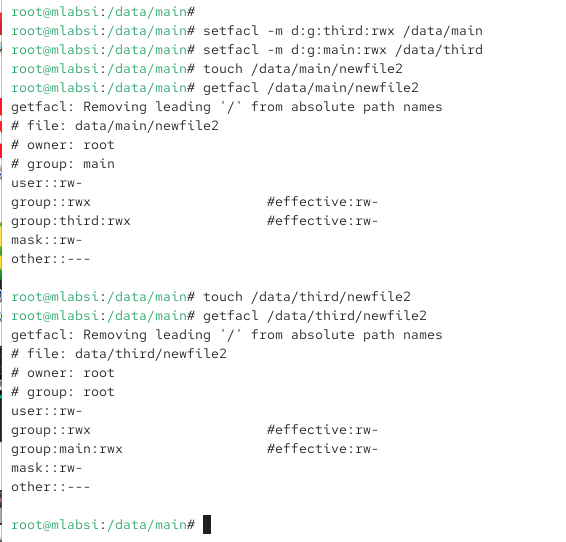 root@mlabsi:/data/main#
root@mlabsi:/data/main# setfacl -m d:g:third:rwx /data/main
root@mlabsi:/data/main# setfacl -m d:g:main:rwx /data/third
root@mlabsi:/data/main# touch /data/main/newfile2
root@mlabsi:/data/main# getfacl /data/main/newfile2
getfacl: Removing leading '/' from absolute path names
# file: data/main/newfile2
# owner: root
# group: main
user::rw-
group::rwx                      #effective:rw-
group:third:rwx                 #effective:rw-
mask::rw-
other::---

root@mlabsi:/data/main# touch /data/third/newfile2
root@mlabsi:/data/main# getfacl /data/third/newfile2
getfacl: Removing leading '/' from absolute path names
# file: data/third/newfile2
# owner: root
# group: root
user::rw-
group::rwx                      #effective:rw-
group:main:rwx                  #effective:rw-
mask::rw-
other::---

root@mlabsi:/data/main#